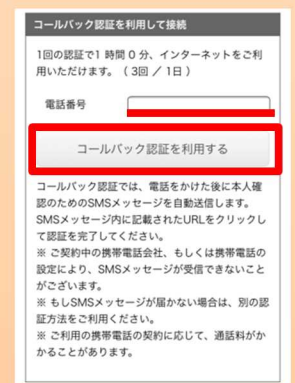 コールバック認証を利用して接続
1回の認証で1 時間 0 分、インターネットをご利
用いただけます。（ 3回 ／ 1日 ）
電話番号
コールバック認証を利用する
コールバック認証では、電話をかけた後に本人確
認のためのSMSメッセージを自動送信します。
SMSメッセージ内に記載されたURLをクリックし
て認証を完了してください。
※ ご契約中の携帯電話会社、もしくは携帯電話の
設定により、SMSメッセージが受信できないこと
がございます。
※ もしSMSメッセージが届かない場合は、別の認
証方法をご利用ください。
※ ご利用の携帯電話の契約に応じて、通話料がか
かることがあります。